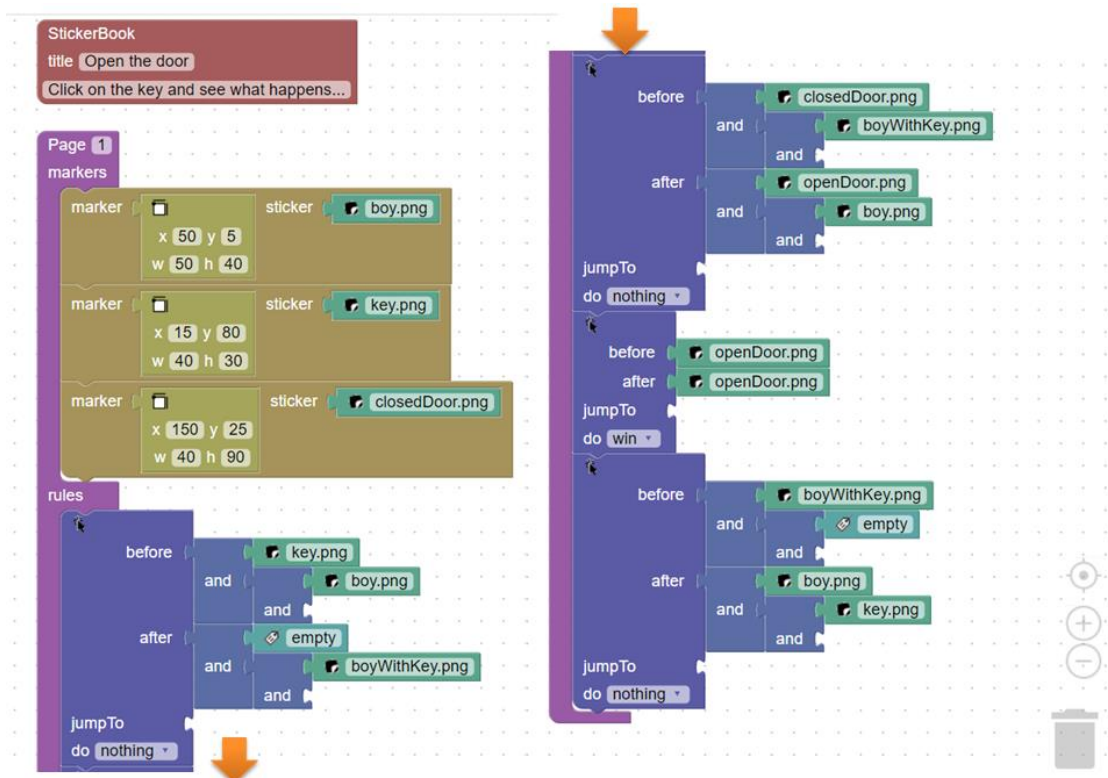 StickerBook
title Open the door
Click on the key and see what happens...
Page 1
markers
marker sticker boy.png
x 50 y 5
w 50 h 40
marker sticker key.png
x 15 y 80
w 40 h 30
marker sticker closedDoor.png
x 150 y 25
w 40 h 90
rules
before key.png
and boy.png
and
after empty
and boyWithKey.png
and
jumpTo
do nothing
before closedDoor.png
and boyWithKey.png
and
after openDoor.png
and boy.png
and
jumpTo
do nothing
before openDoor.png
after openDoor.png
jumpTo
do win
before boyWithKey.png
and empty
and
after boy.png
and key.png
and
jumpTo
do nothing